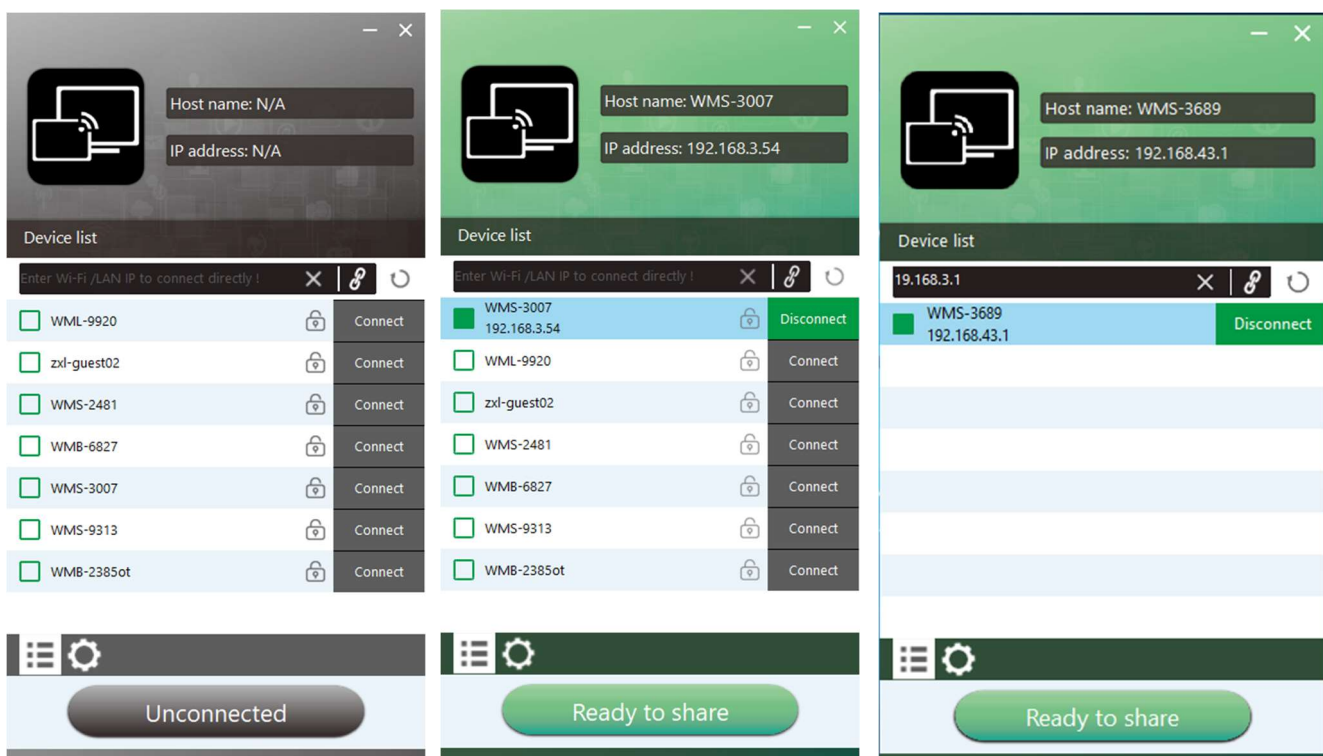 Host name: N/A
IP address: N/A
Device list
Enter Wi-Fi /LAN IP to connect directly !
WML-9920 Connect
zxl-guest02 Connect
WMS-2481 Connect
WMB-6827 Connect
WMS-3007 Connect
WMS-9313 Connect
WMB-2385ot Connect
Unconnected
Host name: WMS-3007
IP address: 192.168.3.54
Device list
Enter Wi-Fi /LAN IP to connect directly !
WMS-3007
192.168.3.54
Disconnect
WML-9920 Connect
zxl-guest02 Connect
WMS-2481 Connect
WMB-6827 Connect
WMS-9313 Connect
WMB-2385ot Connect
Ready to share
Host name: WMS-3689
IP address: 192.168.43.1
Device list
19.168.3.1
WMS-3689
192.168.43.1
Disconnect
Ready to share